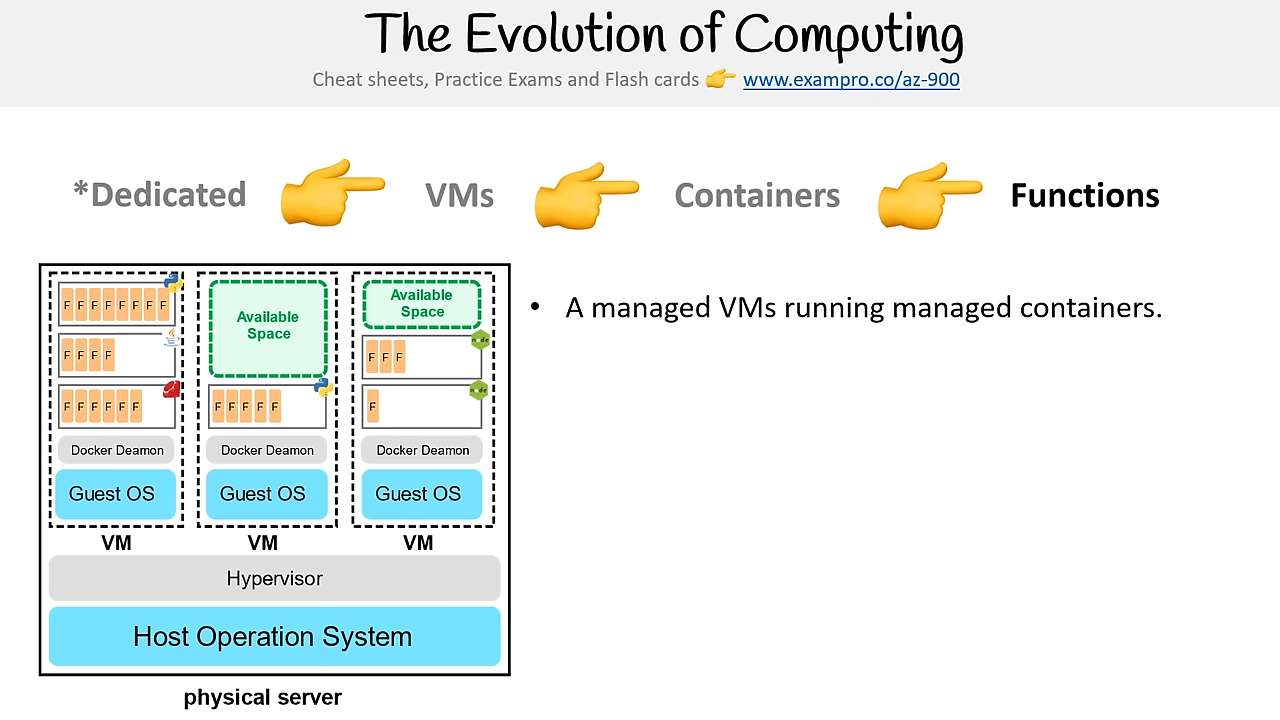 The Evolution of Computing
Cheat sheets, Practice Exams and Flash cards www.exampro.co/az-900
*Dedicated VMs Containers Functions
• A managed VMs running managed containers.
F F F F F F F F
F F F F
F F F F F F
Docker Deamon
Guest OS
VM
Available
Space
F F F F F
Docker Deamon
Guest OS
VM
Available
Space
node
F F F
node
F
Docker Deamon
Guest OS
VM
Hypervisor
Host Operation System
physical server